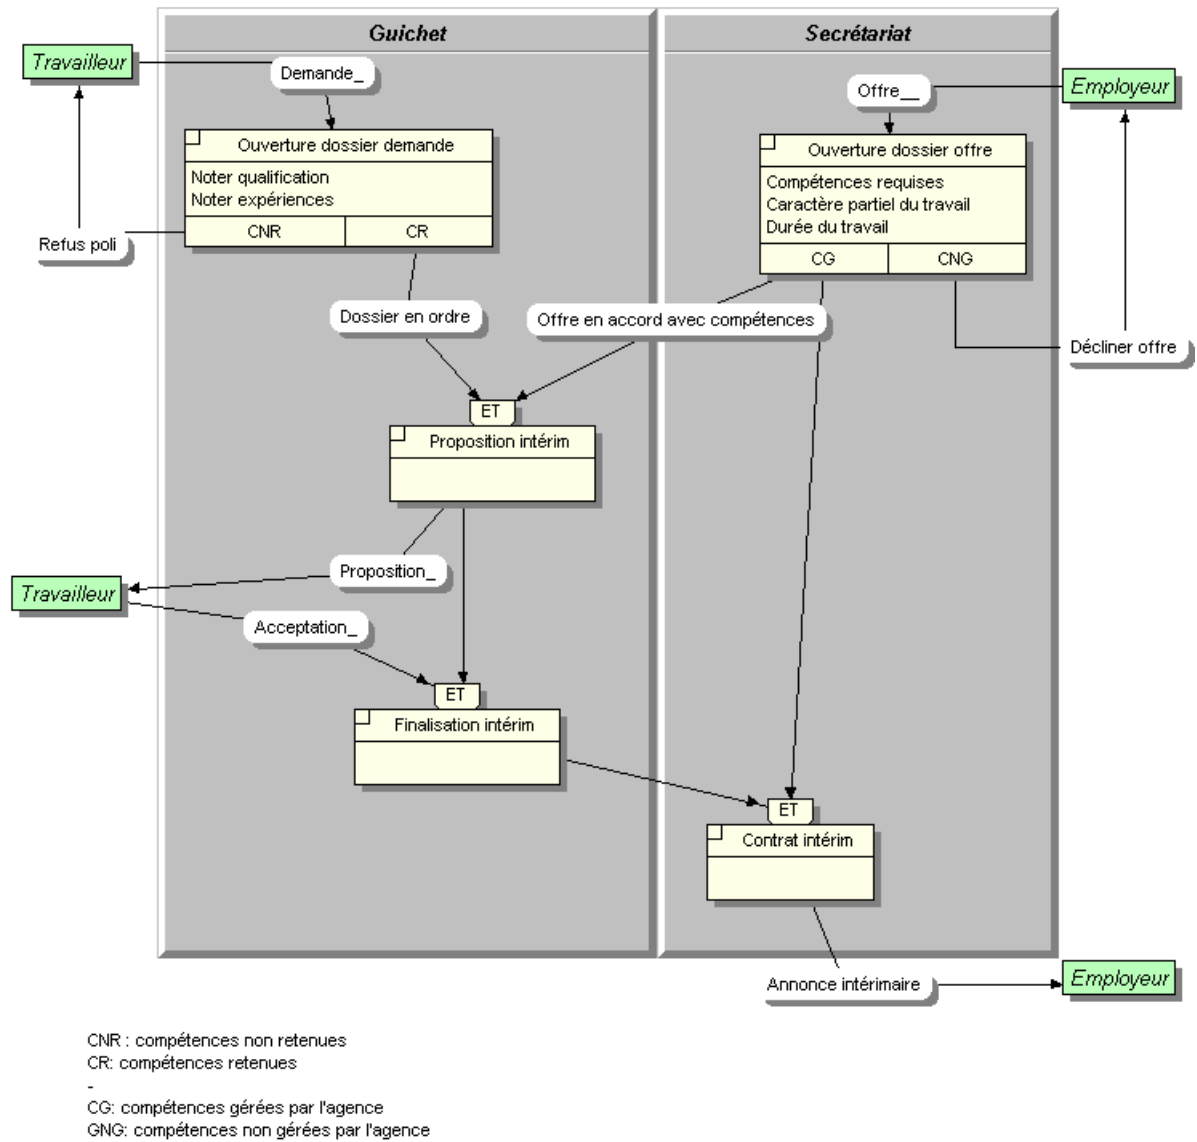 Guichet
Secrétariat
Travailleur
Demande_
Offre__
Employeur
Ouverture dossier demande
Noter qualification
Noter expériences
CNR
CR
Ouverture dossier offre
Compétences requises
Caractère partiel du travail
Durée du travail
CG
CNG
Refus poli
Dossier en ordre
Offre en accord avec compétences
Décliner offre
ET
Proposition intérim
Proposition_
Travailleur
Acceptation_
ET
Finalisation intérim
ET
Contrat intérim
Annonce intérimaire
Employeur
CNR : compétences non retenues
CR: compétences retenues
-
CG: compétences gérées par l'agence
GNG: compétences non gérées par l'agence